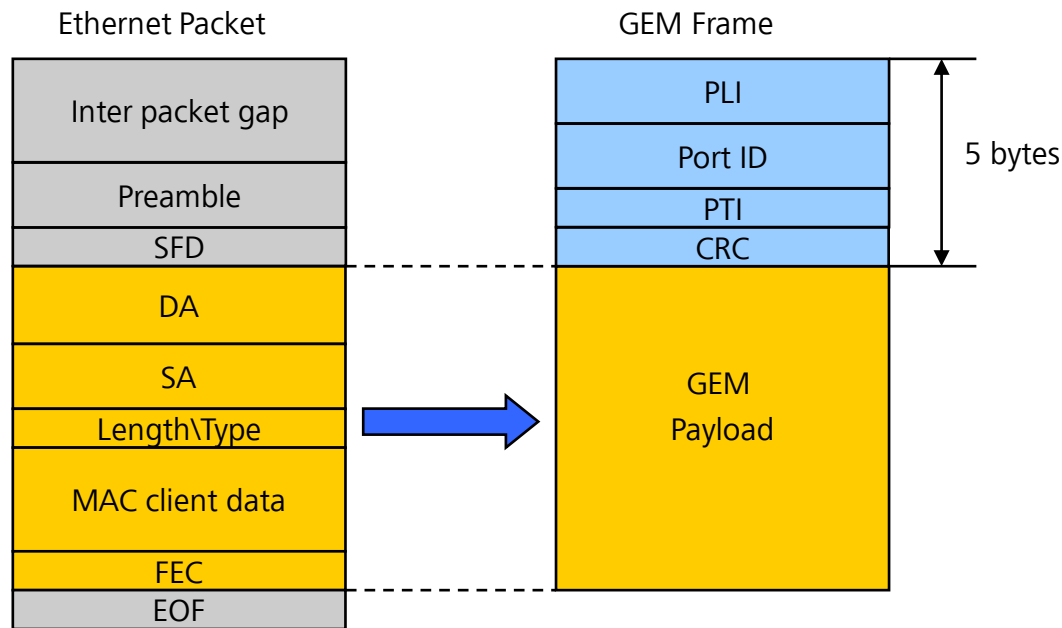 Ethernet Packet
Inter packet gap
Preamble
SFD
DA
SA
Length\Type
MAC client data
FEC
EOF
GEM Frame
PLI
Port ID
PTI
CRC
GEM
Payload
5 bytes